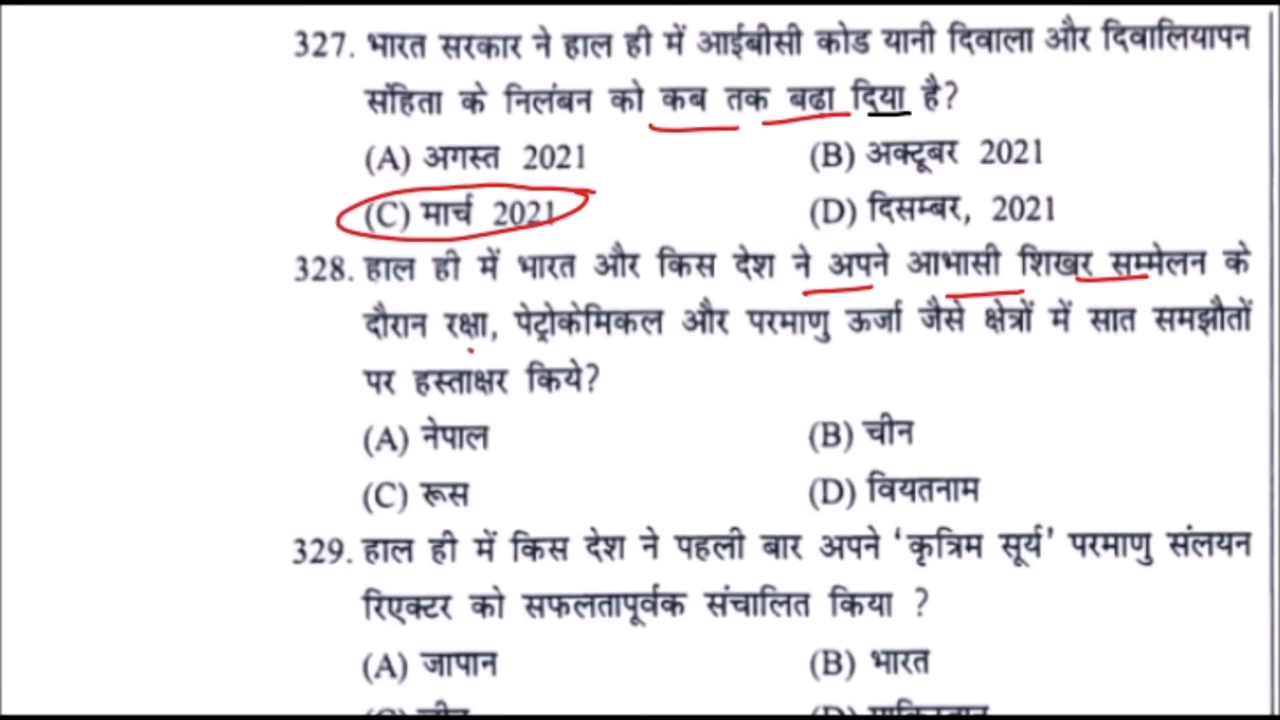 327. भारत सरकार ने हाल ही में आईबीसी कोड यानी दिवाला और दिवालियापन
संहिता के निलंबन को कब तक बढा दिया है?
(A) अगस्त 2021 (B) अक्टूबर 2021
(C) मार्च 2021 (D) दिसम्बर, 2021
328. हाल ही में भारत और किस देश ने अपने आभासी शिखर सम्मेलन के
दौरान रक्षा, पेट्रोकेमिकल और परमाणु ऊर्जा जैसे क्षेत्रों में सात समझौतों
पर हस्ताक्षर किये?
(A) नेपाल (B) चीन
(C) रूस (D) वियतनाम
329. हाल ही में किस देश ने पहली बार अपने ‘कृत्रिम सूर्य’ परमाणु संलयन
रिएक्टर को सफलतापूर्वक संचालित किया ?
(A) जापान (B) भारत